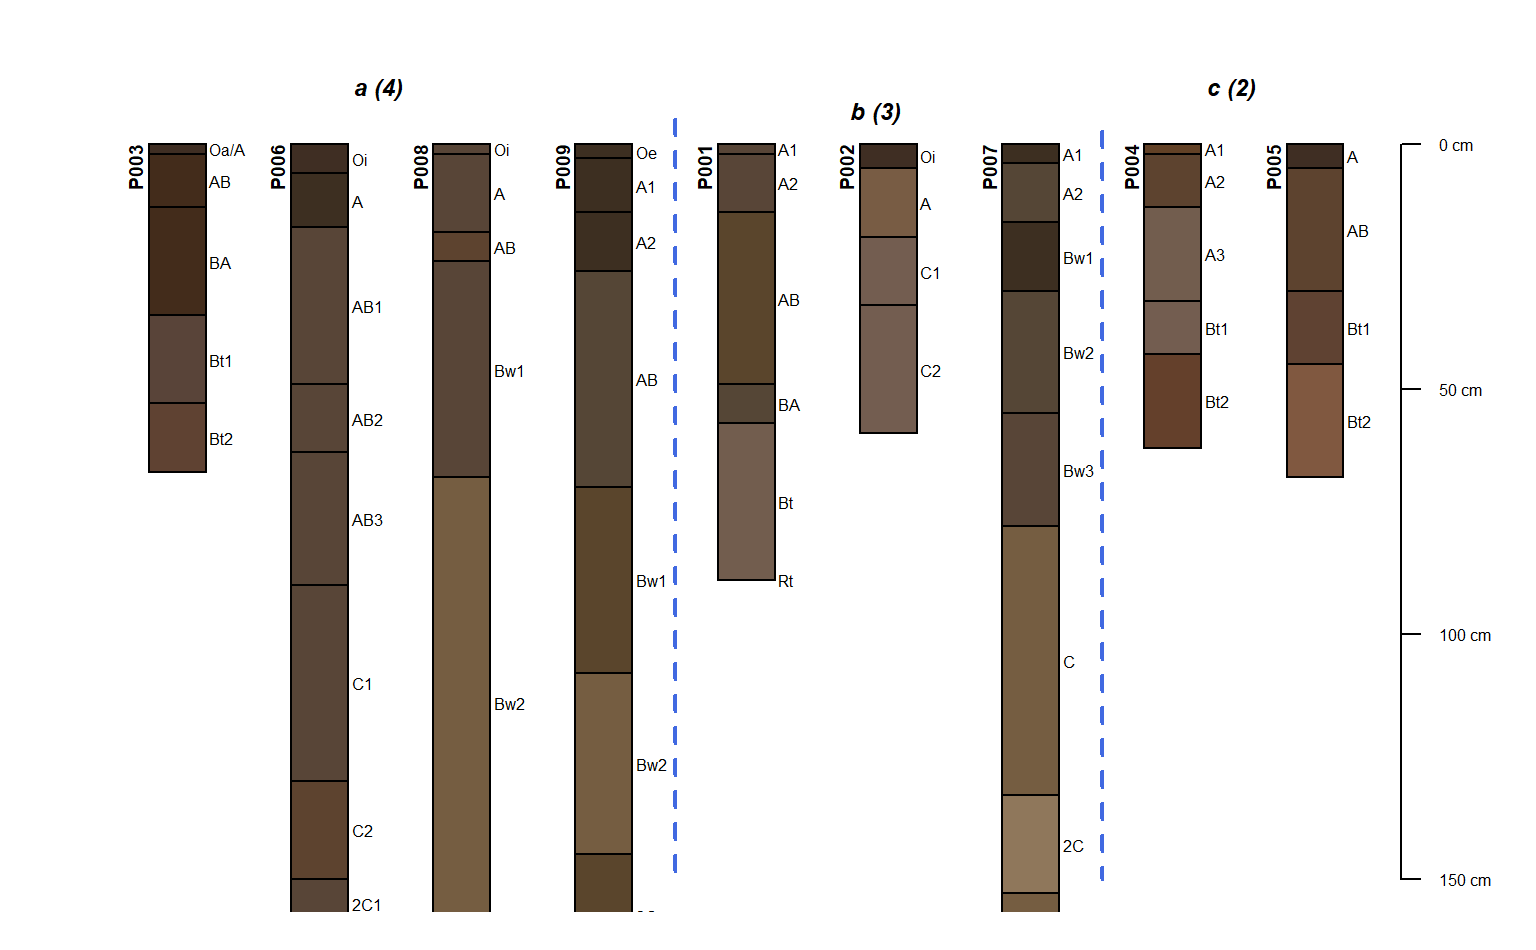 a (4)
b (3)
c (2)
P003
Oa/A
AB
BA
Bt1
Bt2
P006
Oi
A
AB1
AB2
AB3
C1
C2
2C1
P008
Oi
A
AB
Bw1
Bw2
P009
Oe
A1
A2
AB
Bw1
Bw2
P001
A1
A2
AB
BA
Bt
Rt
P002
Oi
A
C1
C2
P007
A1
A2
Bw1
Bw2
Bw3
C
2C
P004
A1
A2
A3
Bt1
Bt2
P005
A
AB
Bt1
Bt2
0 cm
50 cm
100 cm
150 cm